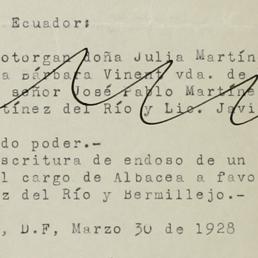 Ecuador:
otorgan doña Julia Martín
a Bárbara Vinent vda. de
señor José Pablo Martíne
tínez del Río y Lic. Javi
do poder.-
scritura de endoso de un
l cargo de Albacea a favo
z del Río y Bermillejo.-
, D.F, Marzo 30 de 1928